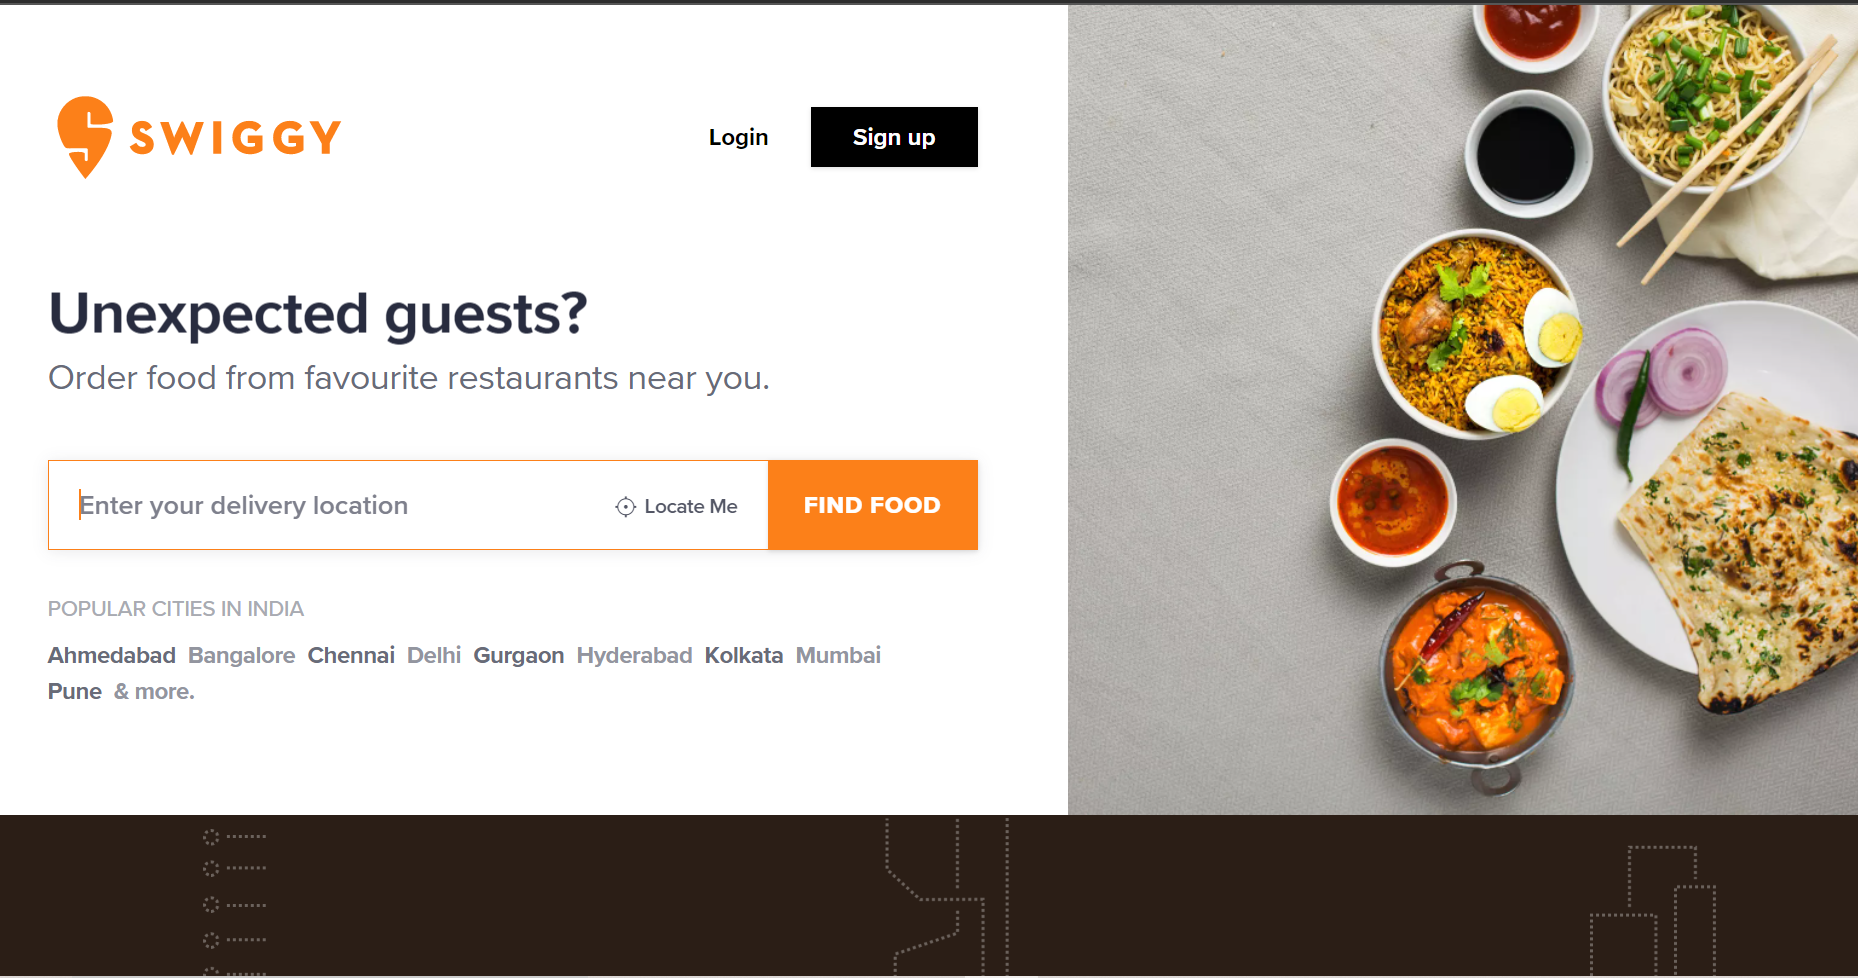 SWIGGY
Login
Sign up
Unexpected guests?
Order food from favourite restaurants near you.
Enter your delivery location
Locate Me
FIND FOOD
POPULAR CITIES IN INDIA
Ahmedabad Bangalore Chennai Delhi Gurgaon Hyderabad Kolkata Mumbai
Pune & more.